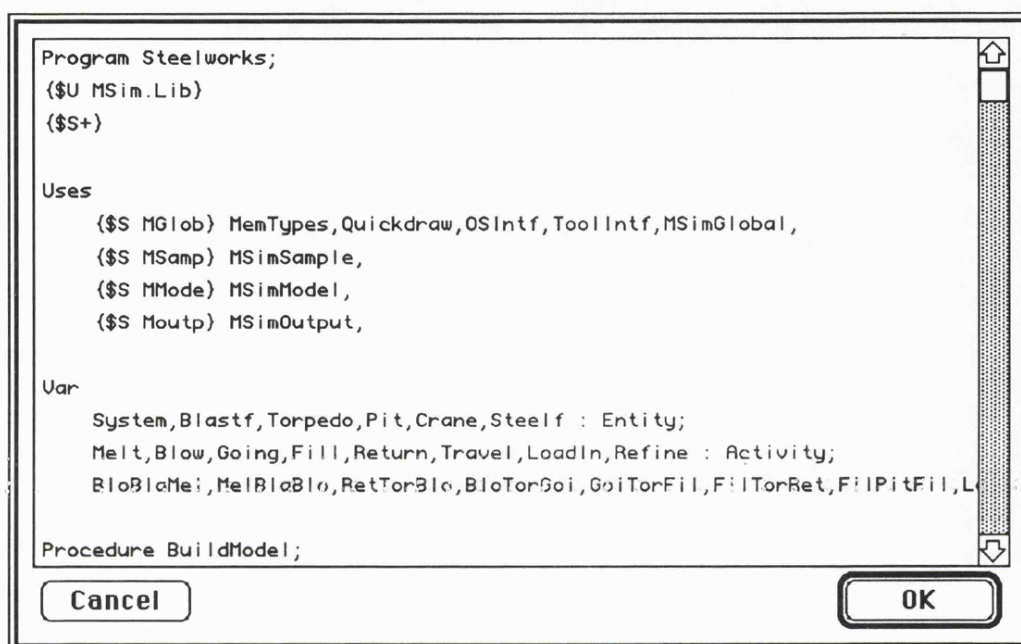 Program Steelworks;
{$U MSim.Lib}
{$S+}
Uses
{$S MGlob} MemTypes,Quickdraw,OSIntf,ToolIntf,MSimGlobal,
{$S MSamp} MSimSample,
{$S MMode} MSimModel,
{$S Moutp} MSimOutput,
Var
System,Blastf,Torpedo,Pit,Crane,Steelf : Entity;
Melt,Blow,Going,Fill,Return,Travel,LoadIn,Refine : Activity;
BloBlaMel,MelBlaBlo,RetTorBlo,BloTorGoi,GoiTorFil,FilTorRet,FilPitFil,
Procedure BuildModel;
Cancel
OK